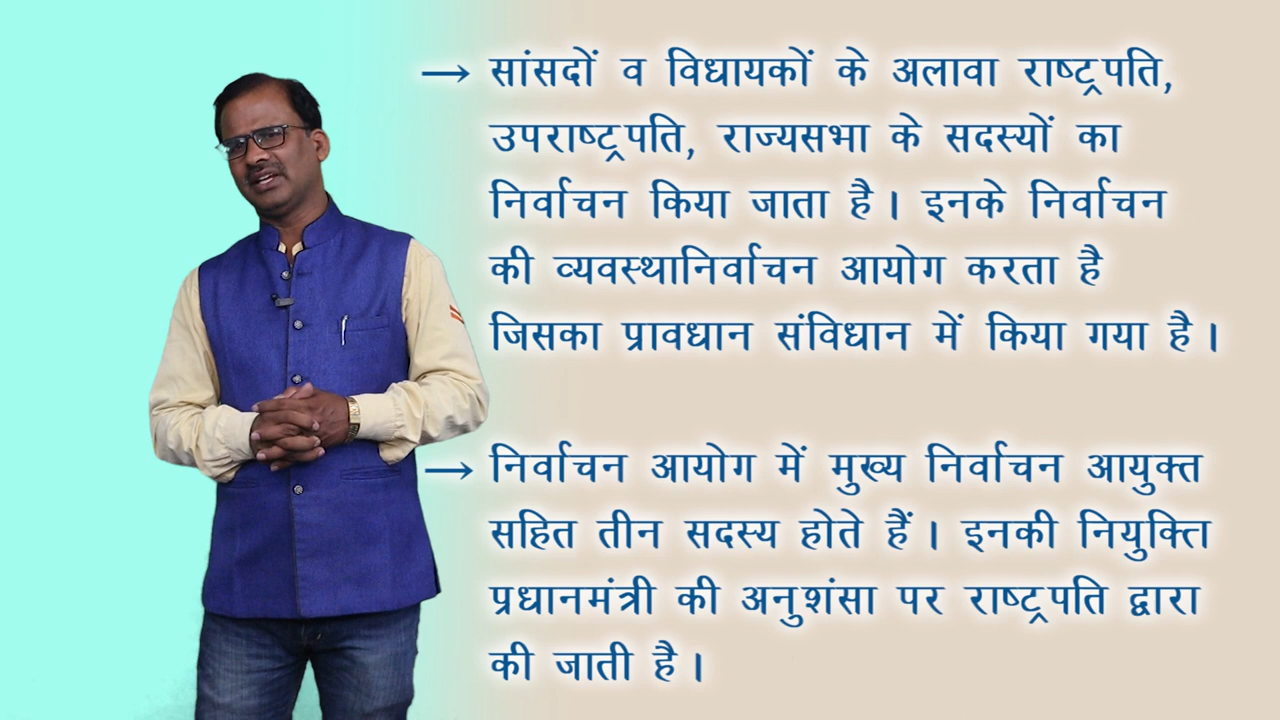 → सांसदों व विधायकों के अलावा राष्ट्रपति,
उपराष्ट्रपति, राज्यसभा के सदस्यों का
निर्वाचन किया जाता है। इनके निर्वाचन
की व्यवस्थानिर्वाचन आयोग करता है
जिसका प्रावधान संविधान में किया गया है।
→ निर्वाचन आयोग में मुख्य निर्वाचन आयुक्त
सहित तीन सदस्य होते हैं। इनकी नियुक्ति
प्रधानमंत्री की अनुशंसा पर राष्ट्रपति द्वारा
की जाती है।